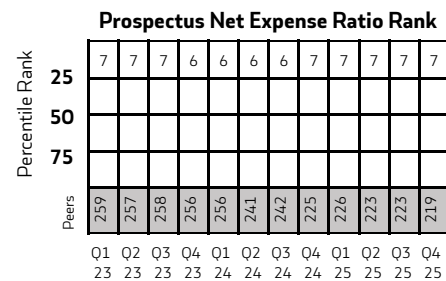 Prospectus Net Expense Ratio Rank
7 7 7 6 6 6 6 7 7 7 7 7
Percentile Rank
25
50
75
Peers
259 257 258 256 256 241 242 225 226 223 223 219
Q1 Q2 Q3 Q4 Q1 Q2 Q3 Q4 Q1 Q2 Q3 Q4
23 23 23 23 24 24 24 24 25 25 25 25